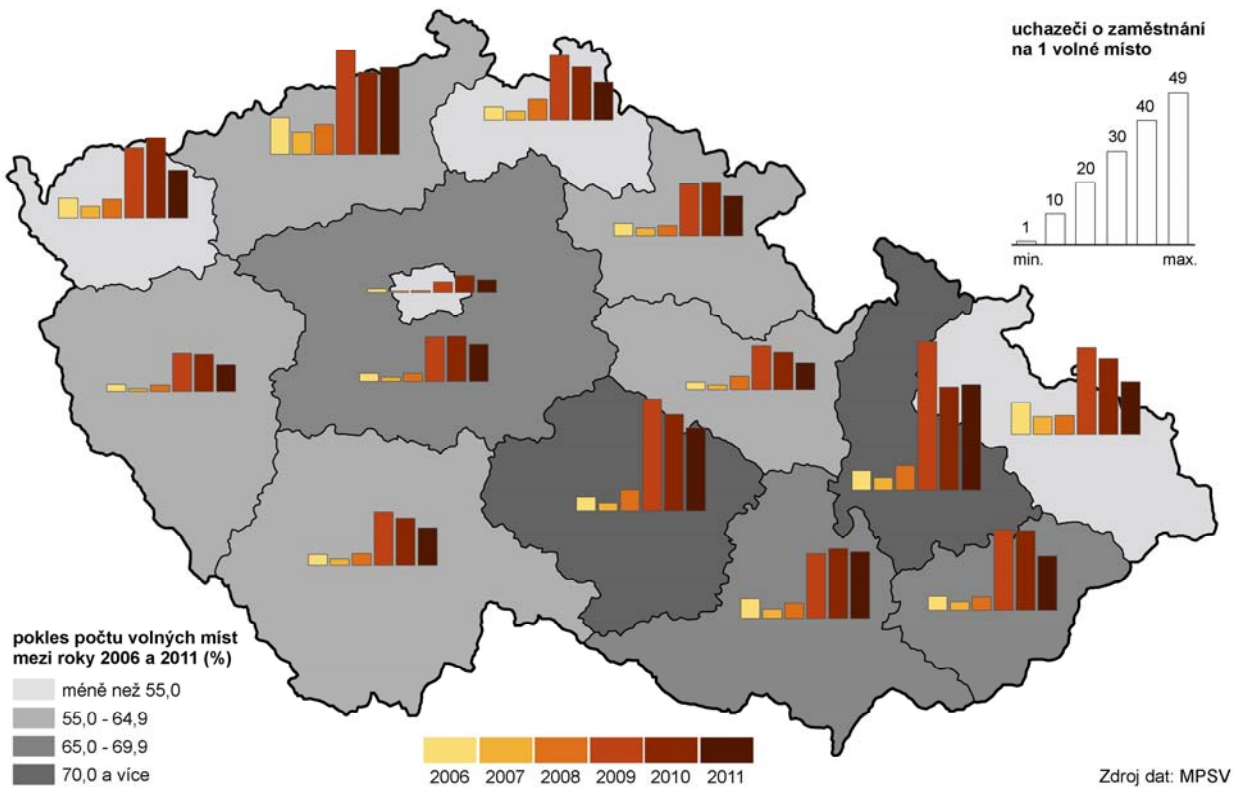 uchazeči o zaměstnání
na 1 volné místo
49
40
30
20
10
1
min.
max.
pokles počtu volných míst
mezi roky 2006 a 2011 (%)
méně než 55,0
55,0 - 64,9
65,0 - 69,9
70,0 a více
2006 2007 2008 2009 2010 2011
Zdroj dat: MPSV